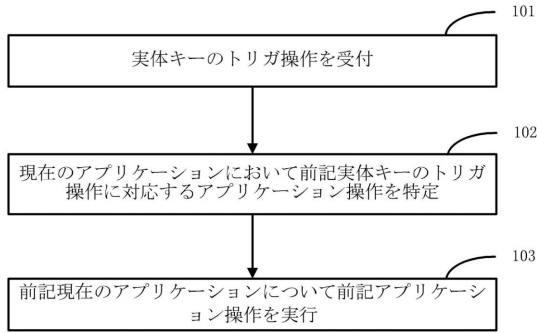 101
実体キーのトリガ操作を受付
102
現在のアプリケーションにおいて前記実体キーのトリガ
操作に対応するアプリケーション操作を特定
103
前記現在のアプリケーションについて前記アプリケーシ
ョン操作を実行